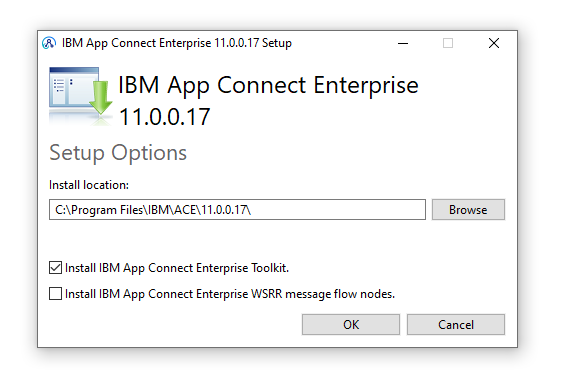 IBM App Connect Enterprise 11.0.0.17 Setup
IBM App Connect Enterprise
11.0.0.17
Setup Options
Install location:
C:\Program Files\IBM\ACE\11.0.0.17\
Browse
Install IBM App Connect Enterprise Toolkit.
Install IBM App Connect Enterprise WSRR message flow nodes.
OK
Cancel